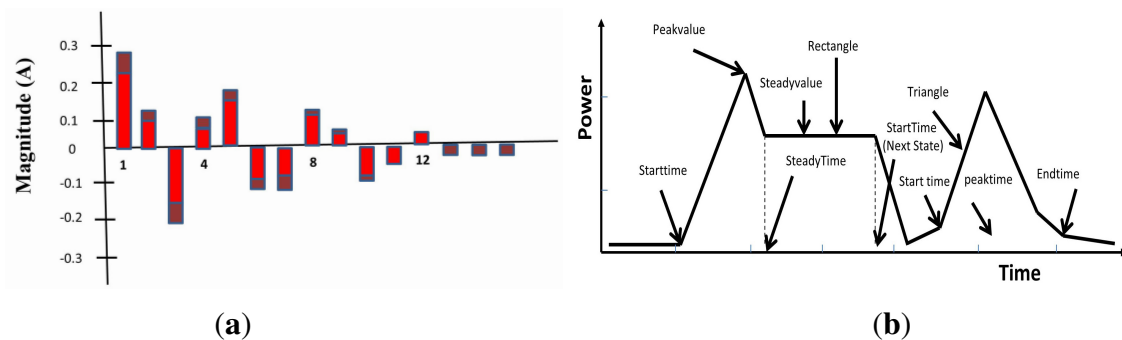 Magnitude (A)
0.3
0.2
0.1
0
-0.1
-0.2
-0.3
1
4
8
12
(a)
Power
Peakvalue
Rectangle
Steadyvalue
Triangle
StartTime
(Next State)
SteadyTime
Starttime
Start time
peaktime
Endtime
Time
(b)